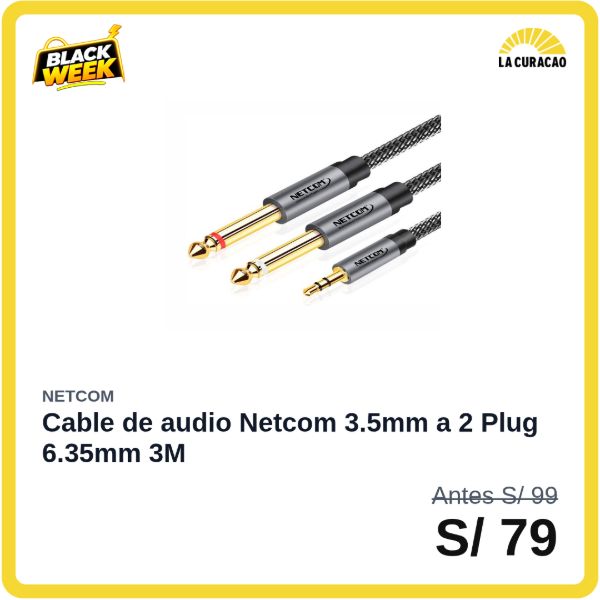 BLACK
WEEK
LA CURACAO
NETCOM
NETCOM
NETCOM
NETCOM
Cable de audio Netcom 3.5mm a 2 Plug
6.35mm 3M
Antes S/ 99
S/ 79